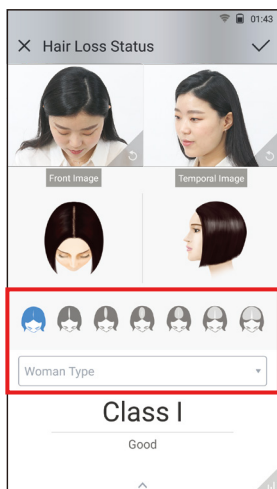 01:43
Hair Loss Status
Front Image
Temporal Image
Woman Type
Class I
Good